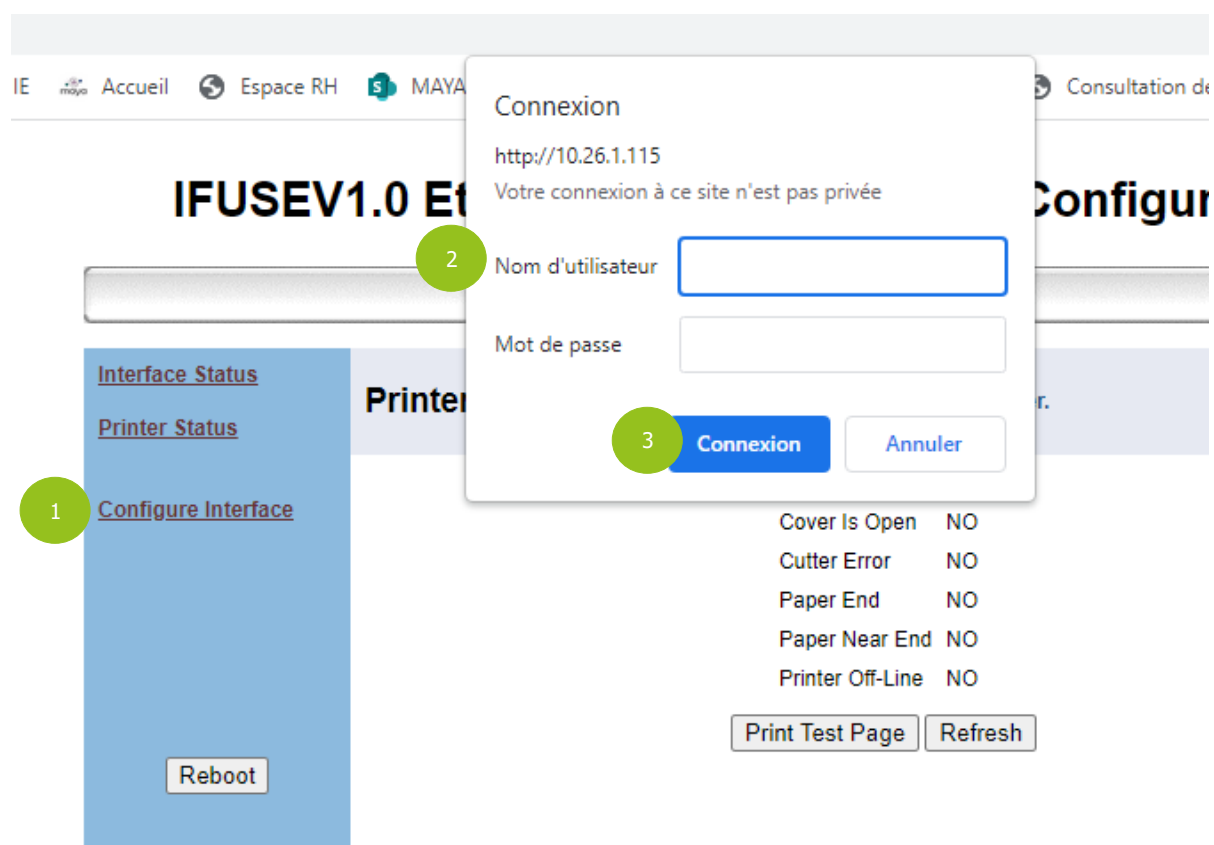 IE maya Accueil Espace RH MAYA Consultation de
Connexion
http://10.26.1.115
Votre connexion à ce site n'est pas privée
IFUSEV1.0 Et Configur
2 Nom d'utilisateur
Mot de passe
3 Connexion Annuler
Interface Status
Printer r.
Printer Status
1 Configure Interface
Cover Is Open NO
Cutter Error NO
Paper End NO
Paper Near End NO
Printer Off-Line NO
Print Test Page Refresh
Reboot